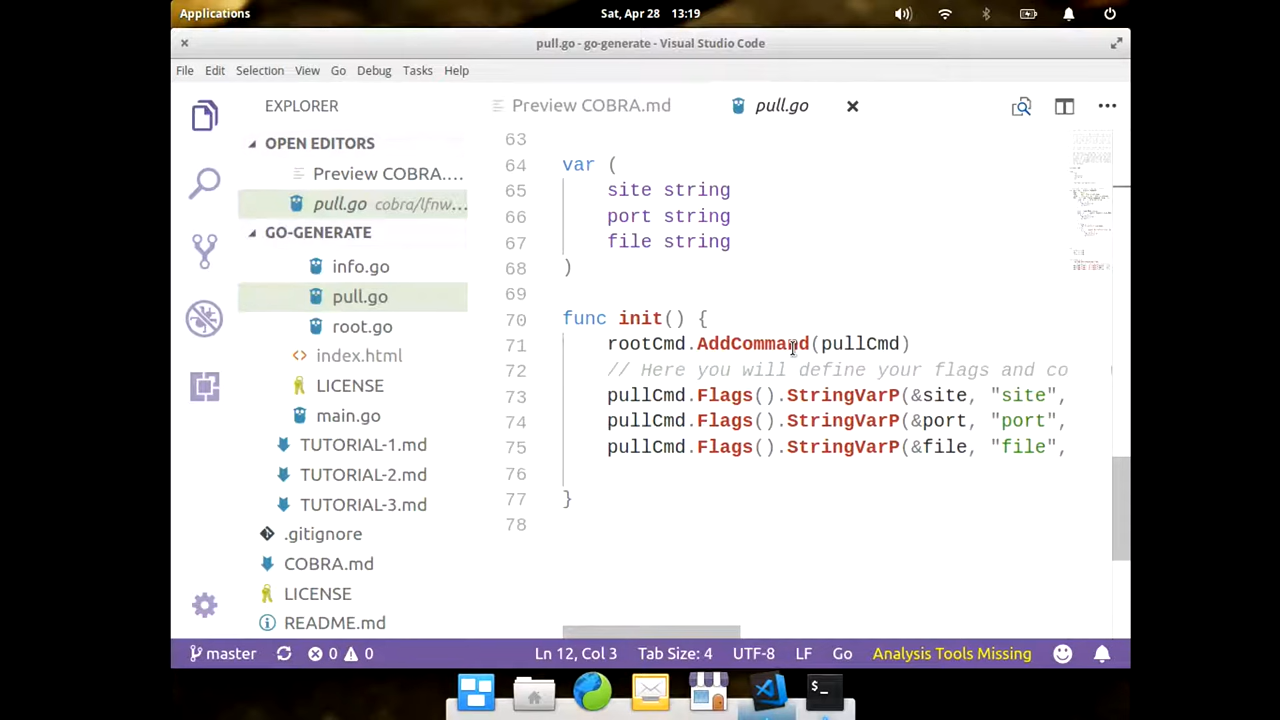 Applications
Sat, Apr 28 13:19
pull.go - go-generate - Visual Studio Code
File Edit Selection View Go Debug Tasks Help
EXPLORER
OPEN EDITORS
Preview COBRA....
pull.go cobra/lfnw...
GO-GENERATE
info.go
pull.go
root.go
index.html
LICENSE
main.go
TUTORIAL-1.md
TUTORIAL-2.md
TUTORIAL-3.md
.gitignore
COBRA.md
LICENSE
README.md
Preview COBRA.md
pull.go
63
64 var (
65 site string
66 port string
67 file string
68 )
69
70 func init() {
71 rootCmd.AddCommand(pullCmd)
72 // Here you will define your flags and co
73 pullCmd.Flags().StringVarP(&site, "site",
74 pullCmd.Flags().StringVarP(&port, "port",
75 pullCmd.Flags().StringVarP(&file, "file",
76
77 }
78
master 0 0 Ln 12, Col 3 Tab Size: 4 UTF-8 LF Go Analysis Tools Missing